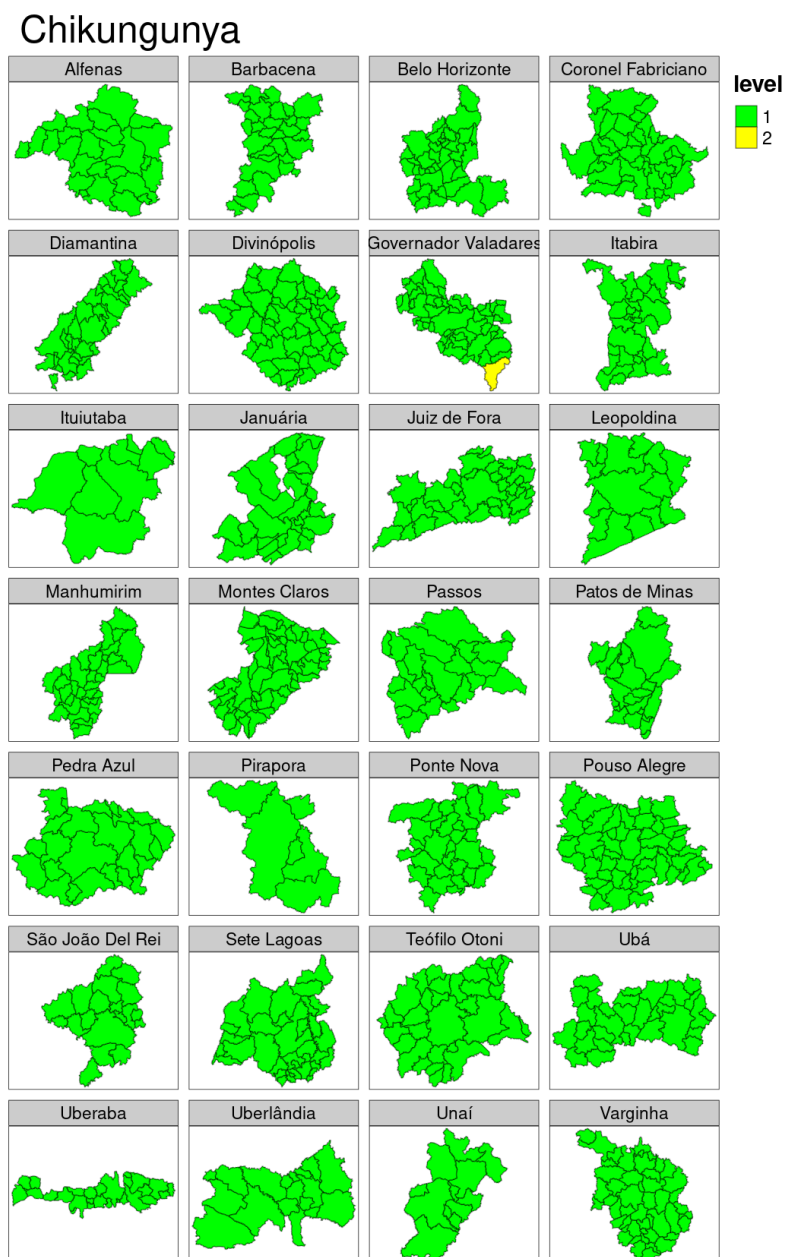 Chikungunya
Alfenas
Barbacena
Belo Horizonte
Coronel Fabriciano
level
1
2
Diamantina
Divinópolis
Governador Valadares
Itabira
Ituiutaba
Januária
Juiz de Fora
Leopoldina
Manhumirim
Montes Claros
Passos
Patos de Minas
Pedra Azul
Pirapora
Ponte Nova
Pouso Alegre
São João Del Rei
Sete Lagoas
Teófilo Otoni
Ubá
Uberaba
Uberlândia
Unaí
Varginha